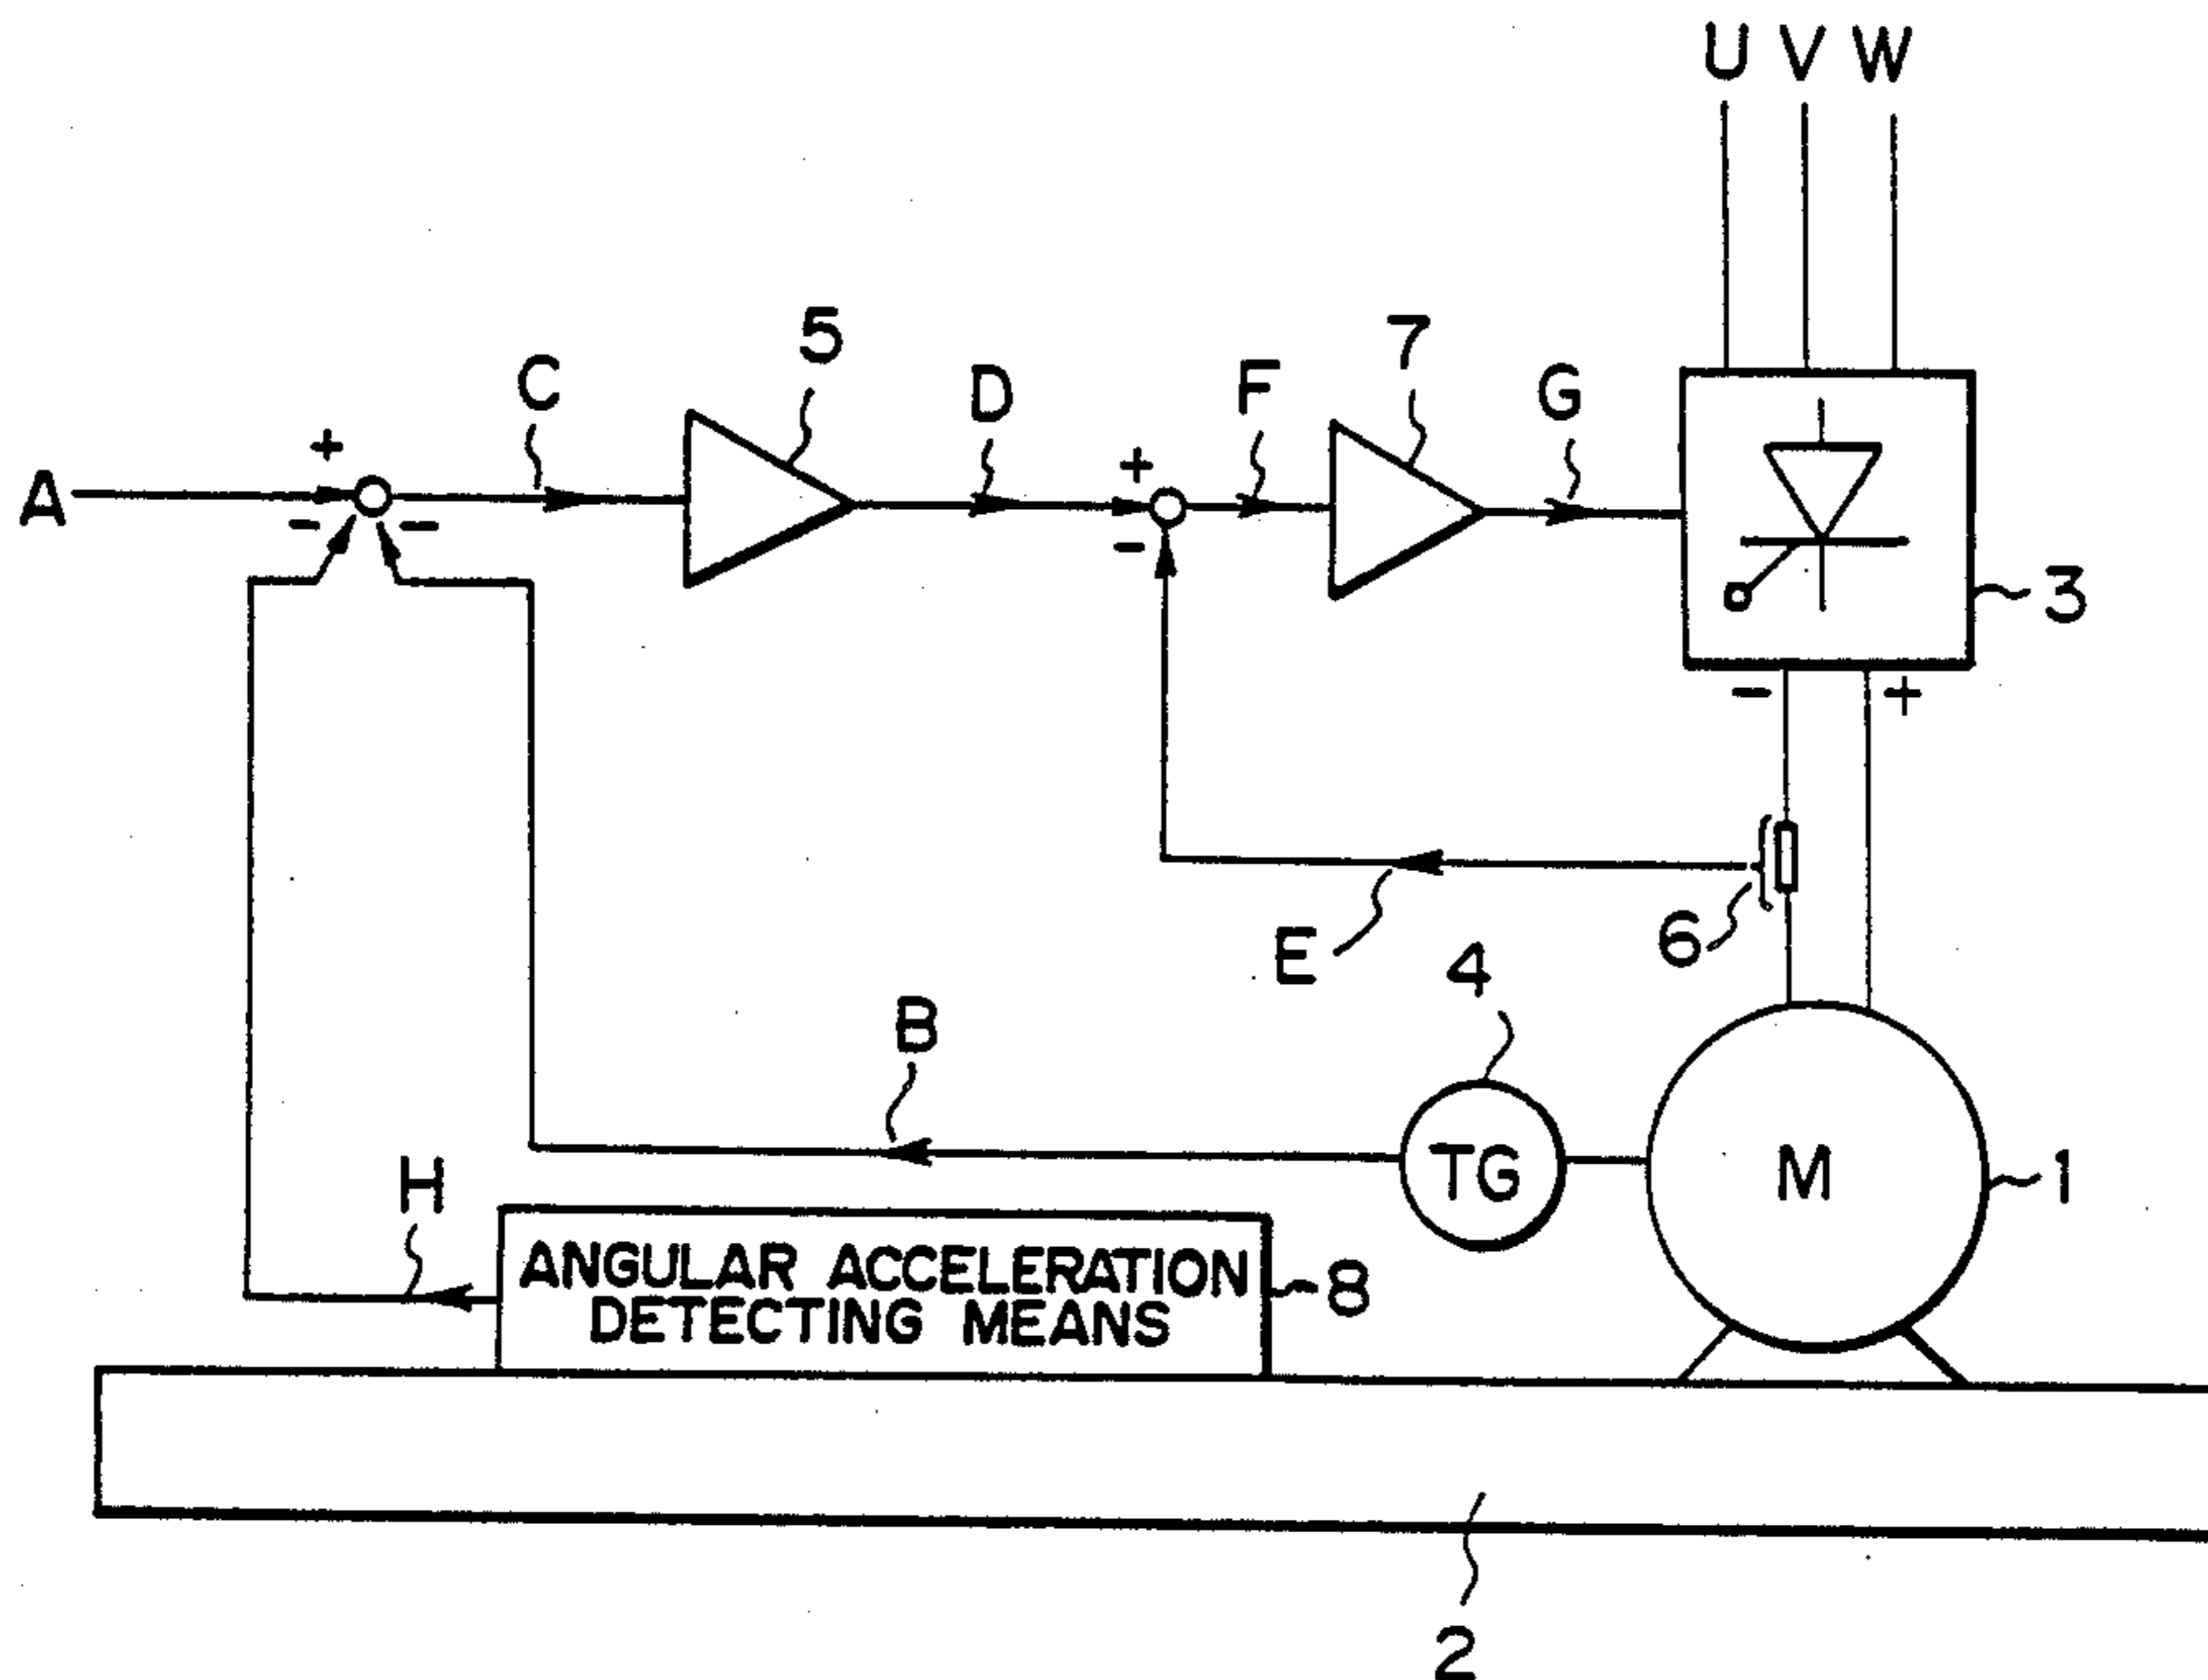 U V W
5
7
C
D
F
G
+
+
A
-
-
-
3
-
+
6
E
4
B
TG
M
1
H
ANGULAR ACCELERATION
DETECTING MEANS
8
2